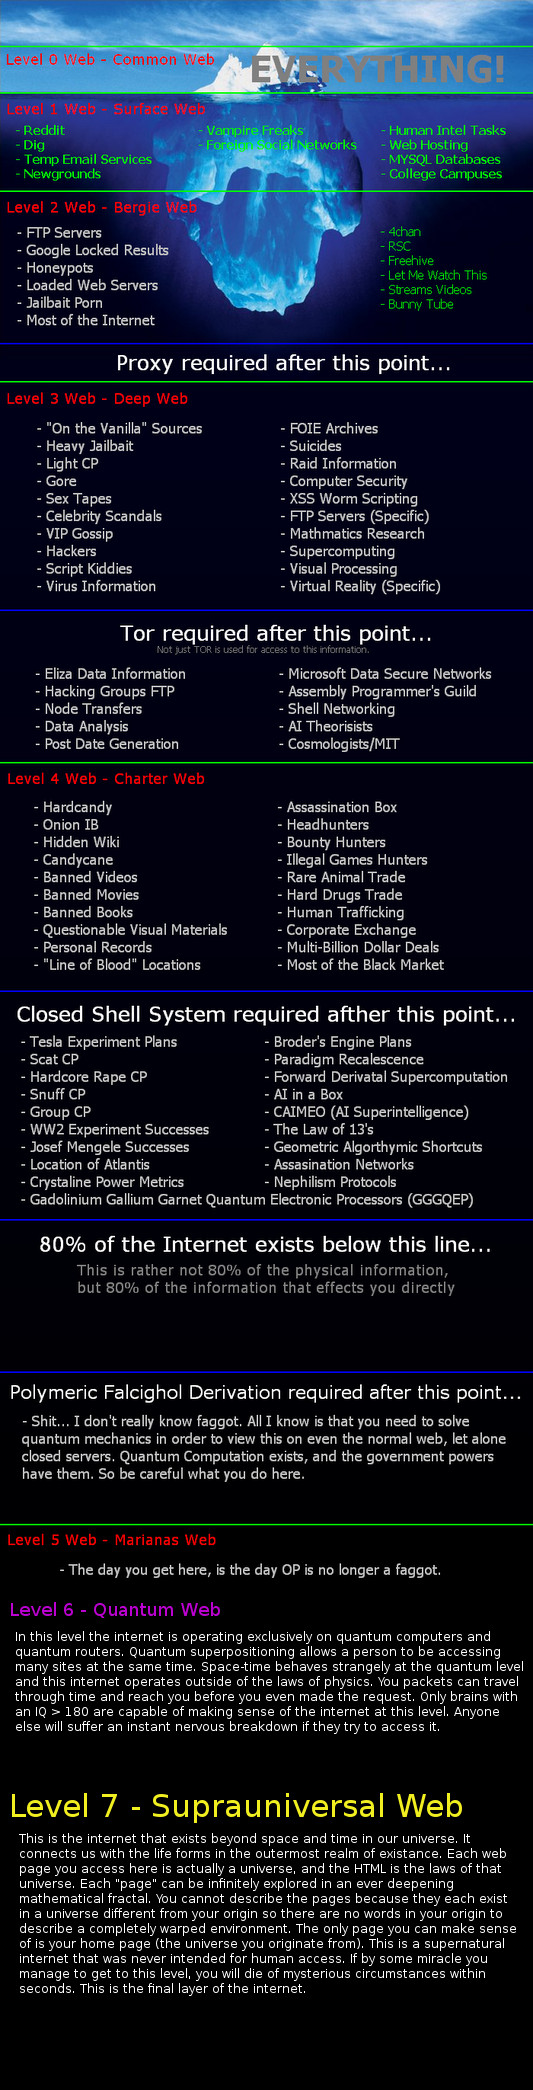 Level 0 Web - Common Web
EVERYTHING!
Level 1 Web - Surface Web
- Reddit
- Dig
- Temp Email Services
- Newgrounds
- Vampire Freaks
- Foreign Social Networks
- Human Intel Tasks
- Web Hosting
- MYSQL Databases
- College Campuses
Level 2 Web - Bergie Web
- FTP Servers
- Google Locked Results
- Honeypots
- Loaded Web Servers
- Jailbait Porn
- Most of the Internet
- 4chan
- RSC
- Freehive
- Let Me Watch This
- Streams Videos
- Bunny Tube
Proxy required after this point...
Level 3 Web - Deep Web
- "On the Vanilla" Sources
- Heavy Jailbait
- Light CP
- Gore
- Sex Tapes
- Celebrity Scandals
- VIP Gossip
- Hackers
- Script Kiddies
- Virus Information
- FOIE Archives
- Suicides
- Raid Information
- Computer Security
- XSS Worm Scripting
- FTP Servers (Specific)
- Mathmatics Research
- Supercomputing
- Visual Processing
- Virtual Reality (Specific)
Tor required after this point...
Not just TOR is used for access to this information.
- Eliza Data Information
- Hacking Groups FTP
- Node Transfers
- Data Analysis
- Post Date Generation
- Microsoft Data Secure Networks
- Assembly Programmer's Guild
- Shell Networking
- AI Theorisists
- Cosmologists/MIT
Level 4 Web - Charter Web
- Hardcandy
- Onion IB
- Hidden Wiki
- Candycane
- Banned Videos
- Banned Movies
- Banned Books
- Questionable Visual Materials
- Personal Records
- "Line of Blood" Locations
- Assassination Box
- Headhunters
- Bounty Hunters
- Illegal Games Hunters
- Rare Animal Trade
- Hard Drugs Trade
- Human Trafficking
- Corporate Exchange
- Multi-Billion Dollar Deals
- Most of the Black Market
Closed Shell System required afther this point...
- Tesla Experiment Plans
- Scat CP
- Hardcore Rape CP
- Snuff CP
- Group CP
- WW2 Experiment Successes
- Josef Mengele Successes
- Location of Atlantis
- Crystaline Power Metrics
- Broder's Engine Plans
- Paradigm Recalescence
- Forward Derivatal Supercomputation
- AI in a Box
- CAIMEO (AI Superintelligence)
- The Law of 13's
- Geometric Algorthymic Shortcuts
- Assasination Networks
- Nephilism Protocols
- Gadolinium Gallium Garnet Quantum Electronic Processors (GGGQEP)
80% of the Internet exists below this line...
This is rather not 80% of the physical information,
but 80% of the information that effects you directly
Polymeric Falcighol Derivation required after this point...
- Shit... I don't really know faggot. All I know is that you need to solve
quantum mechanics in order to view this on even the normal web, let alone
closed servers. Quantum Computation exists, and the government powers
have them. So be careful what you do here.
Level 5 Web - Marianas Web
- The day you get here, is the day OP is no longer a faggot.
Level 6 - Quantum Web
In this level the internet is operating exclusively on quantum computers and
quantum routers. Quantum superpositioning allows a person to be accessing
many sites at the same time. Space-time behaves strangely at the quantum level
and this internet operates outside of the laws of physics. You packets can travel
through time and reach you before you even made the request. Only brains with
an IQ > 180 are capable of making sense of the internet at this level. Anyone
else will suffer an instant nervous breakdown if they try to access it.
Level 7 - Suprauniversal Web
This is the internet that exists beyond space and time in our universe. It
connects us with the life forms in the outermost realm of existance. Each web
page you access here is actually a universe, and the HTML is the laws of that
universe. Each "page" can be infinitely explored in an ever deepening
mathematical fractal. You cannot describe the pages because they each exist
in a universe different from your origin so there are no words in your origin to
describe a completely warped environment. The only page you can make sense
of is your home page (the universe you originate from). This is a supernatural
internet that was never intended for human access. If by some miracle you
manage to get to this level, you will die of mysterious circumstances within
seconds. This is the final layer of the internet.